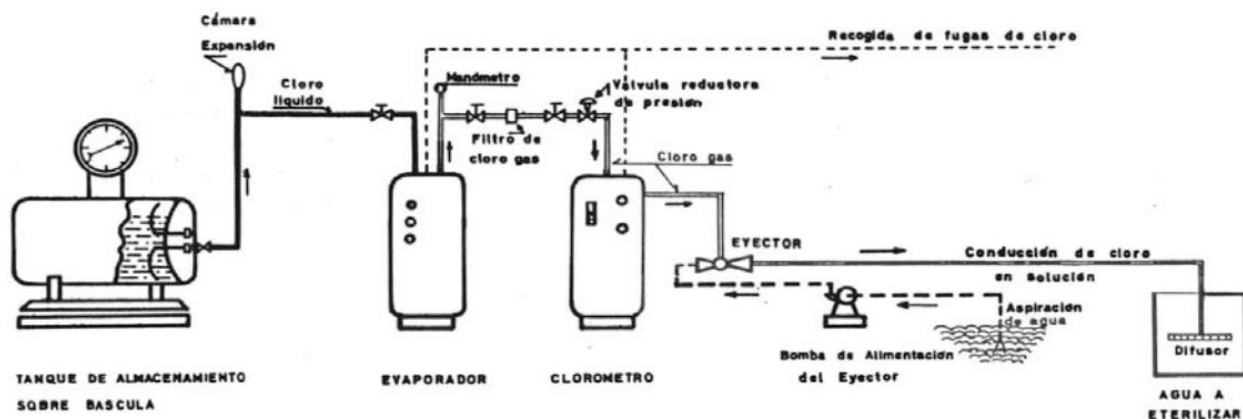 Cámara
Expansión
Cloro
líquido
Manómetro
Filtro de
cloro gas
Válvula reductora
de presión
Recogida de fugas de cloro
Cloro gas
EYECTOR
Conducción de cloro
en solución
Aspiración
de agua
Bomba de Alimentación
del Eyector
Difusor
TANQUE DE ALMACENAMIENTO
SOBRE BASCULA
EVAPORADOR
CLOROMETRO
AGUA A
ETERILIZAR